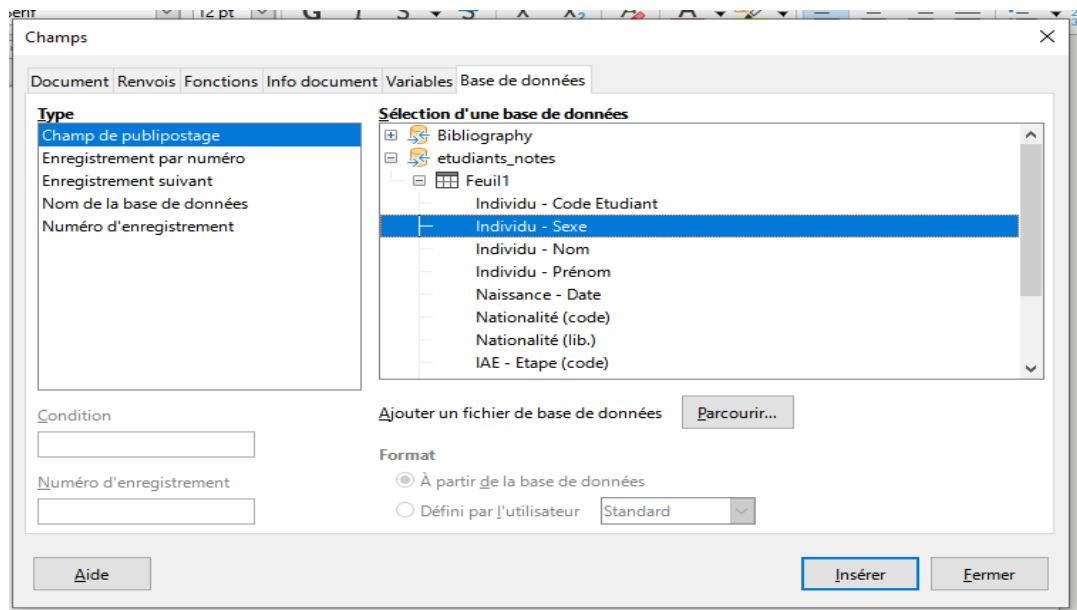 12 pt
Champs
Document Renvois Fonctions Info document Variables Base de données
Type
Champ de publipostage
Enregistrement par numéro
Enregistrement suivant
Nom de la base de données
Numéro d'enregistrement
Condition
Numéro d'enregistrement
Sélection d'une base de données
Bibliography
etudiants_notes
Feuil1
Individu - Code Etudiant
Individu - Sexe
Individu - Nom
Individu - Prénom
Naissance - Date
Nationalité (code)
Nationalité (lib.)
IAE - Etape (code)
Ajouter un fichier de base de données Parcourir...
Format
À partir de la base de données
Défini par l'utilisateur Standard
Aide Insérer Fermer